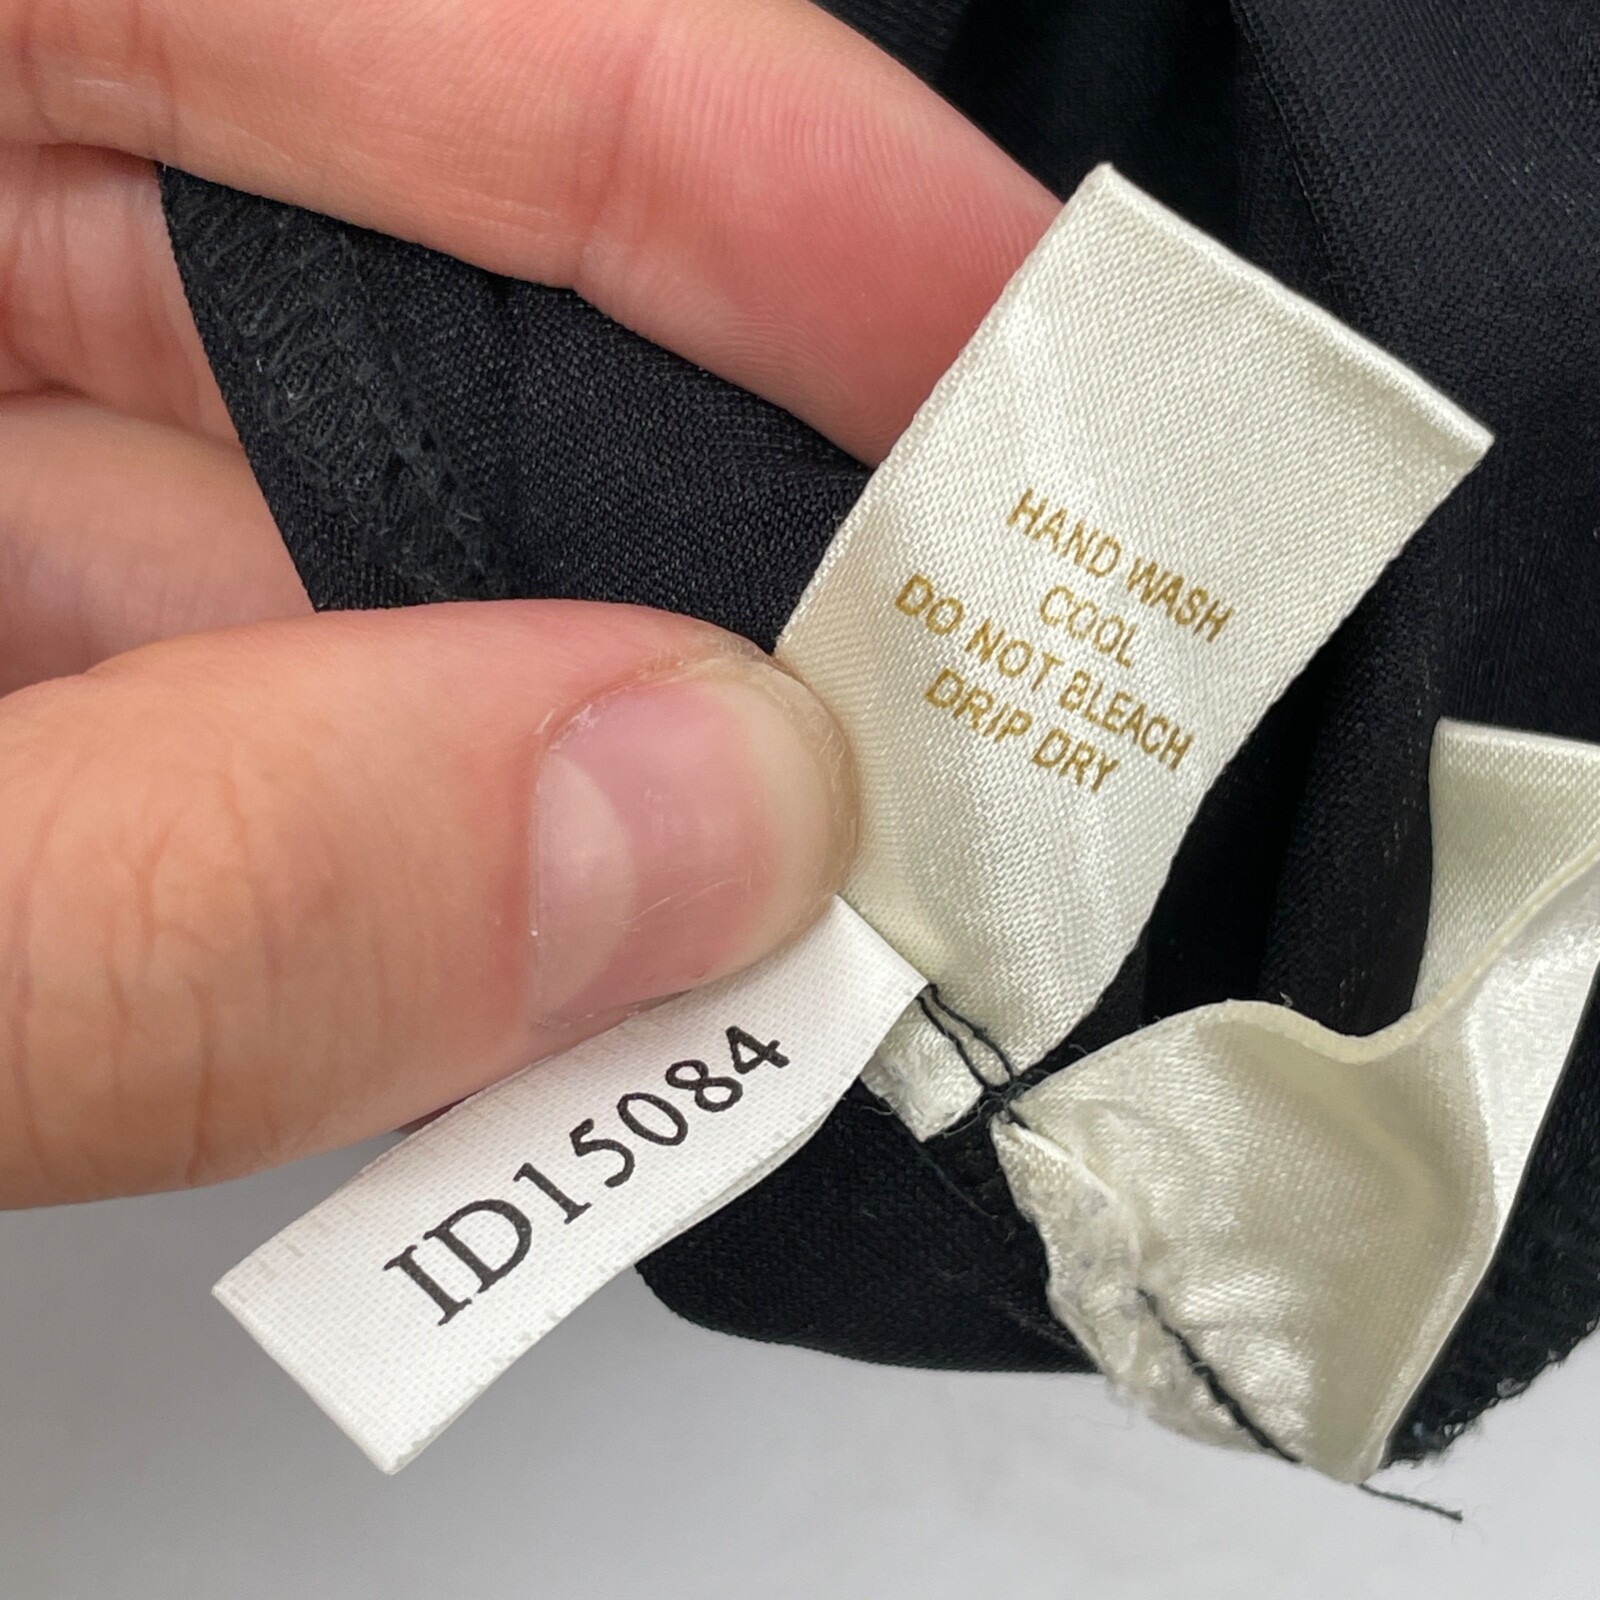 HAND WASH
COOL
DO NOT BLEACH
DRIP DRY
ID15084